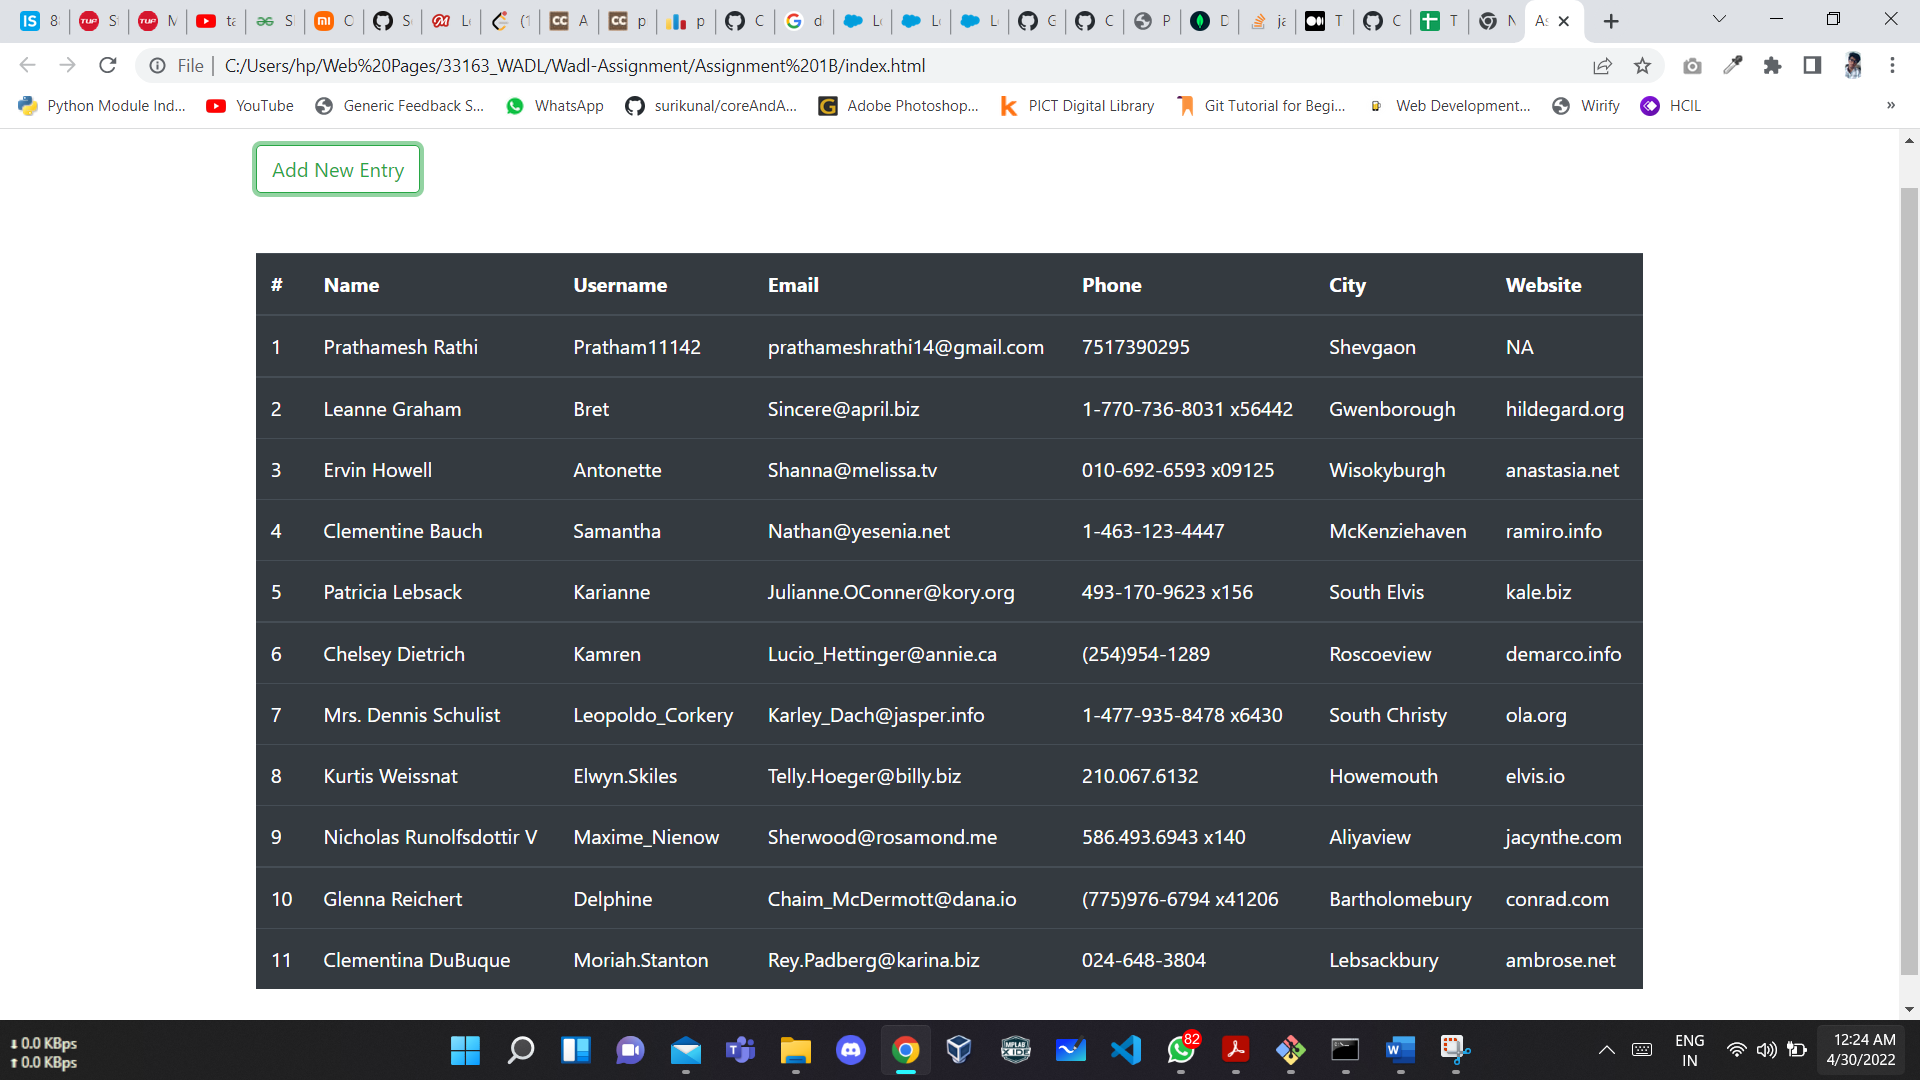 File C:/Users/hp/Web%20Pages/33163_WADL/Wadl-Assignment/Assignment%201B/index.html
Python Module Ind... YouTube Generic Feedback S... WhatsApp surikunal/coreAndA... Adobe Photoshop... PICT Digital Library Git Tutorial for Begi... Web Development... Wirify HCIL »
Add New Entry
# Name Username Email Phone City Website
1 Prathamesh Rathi Pratham11142 prathameshrathi14@gmail.com 7517390295 Shevgaon NA
2 Leanne Graham Bret Sincere@april.biz 1-770-736-8031 x56442 Gwenborough hildegard.org
3 Ervin Howell Antonette Shanna@melissa.tv 010-692-6593 x09125 Wisokyburgh anastasia.net
4 Clementine Bauch Samantha Nathan@yesenia.net 1-463-123-4447 McKenziehaven ramiro.info
5 Patricia Lebsack Karianne Julianne.OConner@kory.org 493-170-9623 x156 South Elvis kale.biz
6 Chelsey Dietrich Kamren Lucio_Hettinger@annie.ca (254)954-1289 Roscoeview demarco.info
7 Mrs. Dennis Schulist Leopoldo_Corkery Karley_Dach@jasper.info 1-477-935-8478 x6430 South Christy ola.org
8 Kurtis Weissnat Elwyn.Skiles Telly.Hoeger@billy.biz 210.067.6132 Howemouth elvis.io
9 Nicholas Runolfsdottir V Maxime_Nienow Sherwood@rosamond.me 586.493.6943 x140 Aliyaview jacynthe.com
10 Glenna Reichert Delphine Chaim_McDermott@dana.io (775)976-6794 x41206 Bartholomebury conrad.com
11 Clementina DuBuque Moriah.Stanton Rey.Padberg@karina.biz 024-648-3804 Lebsackbury ambrose.net
0.0 KBps
0.0 KBps
82
ENG
IN
12:24 AM
4/30/2022